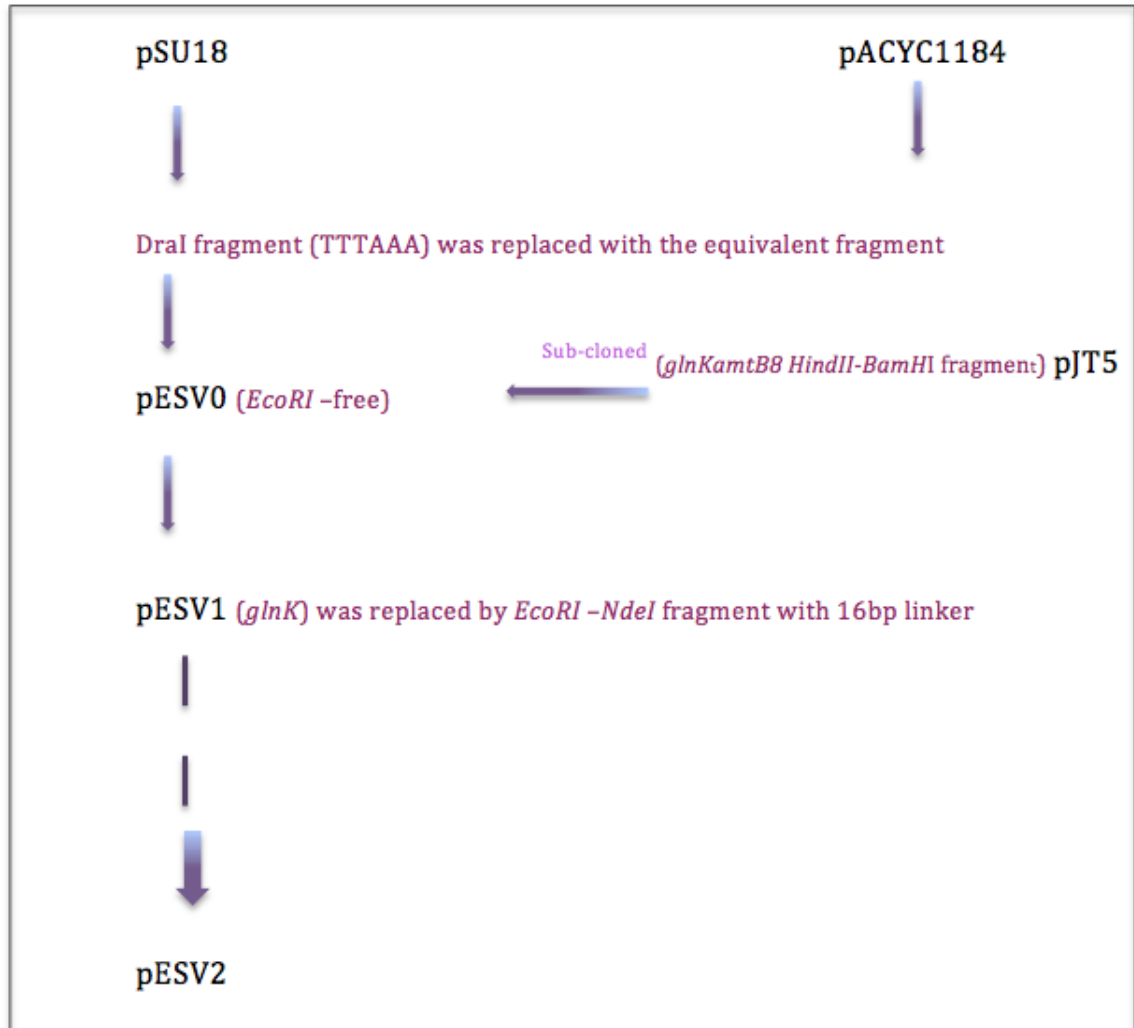 pSU18 pACYC1184
DraI fragment (TTTAAA) was replaced with the equivalent fragment
Sub-cloned (glnKamtB8 HindII-BamHI fragment) pJT5
pESV0 (EcoRI –free)
pESV1 (glnK) was replaced by EcoRI –NdeI fragment with 16bp linker
pESV2